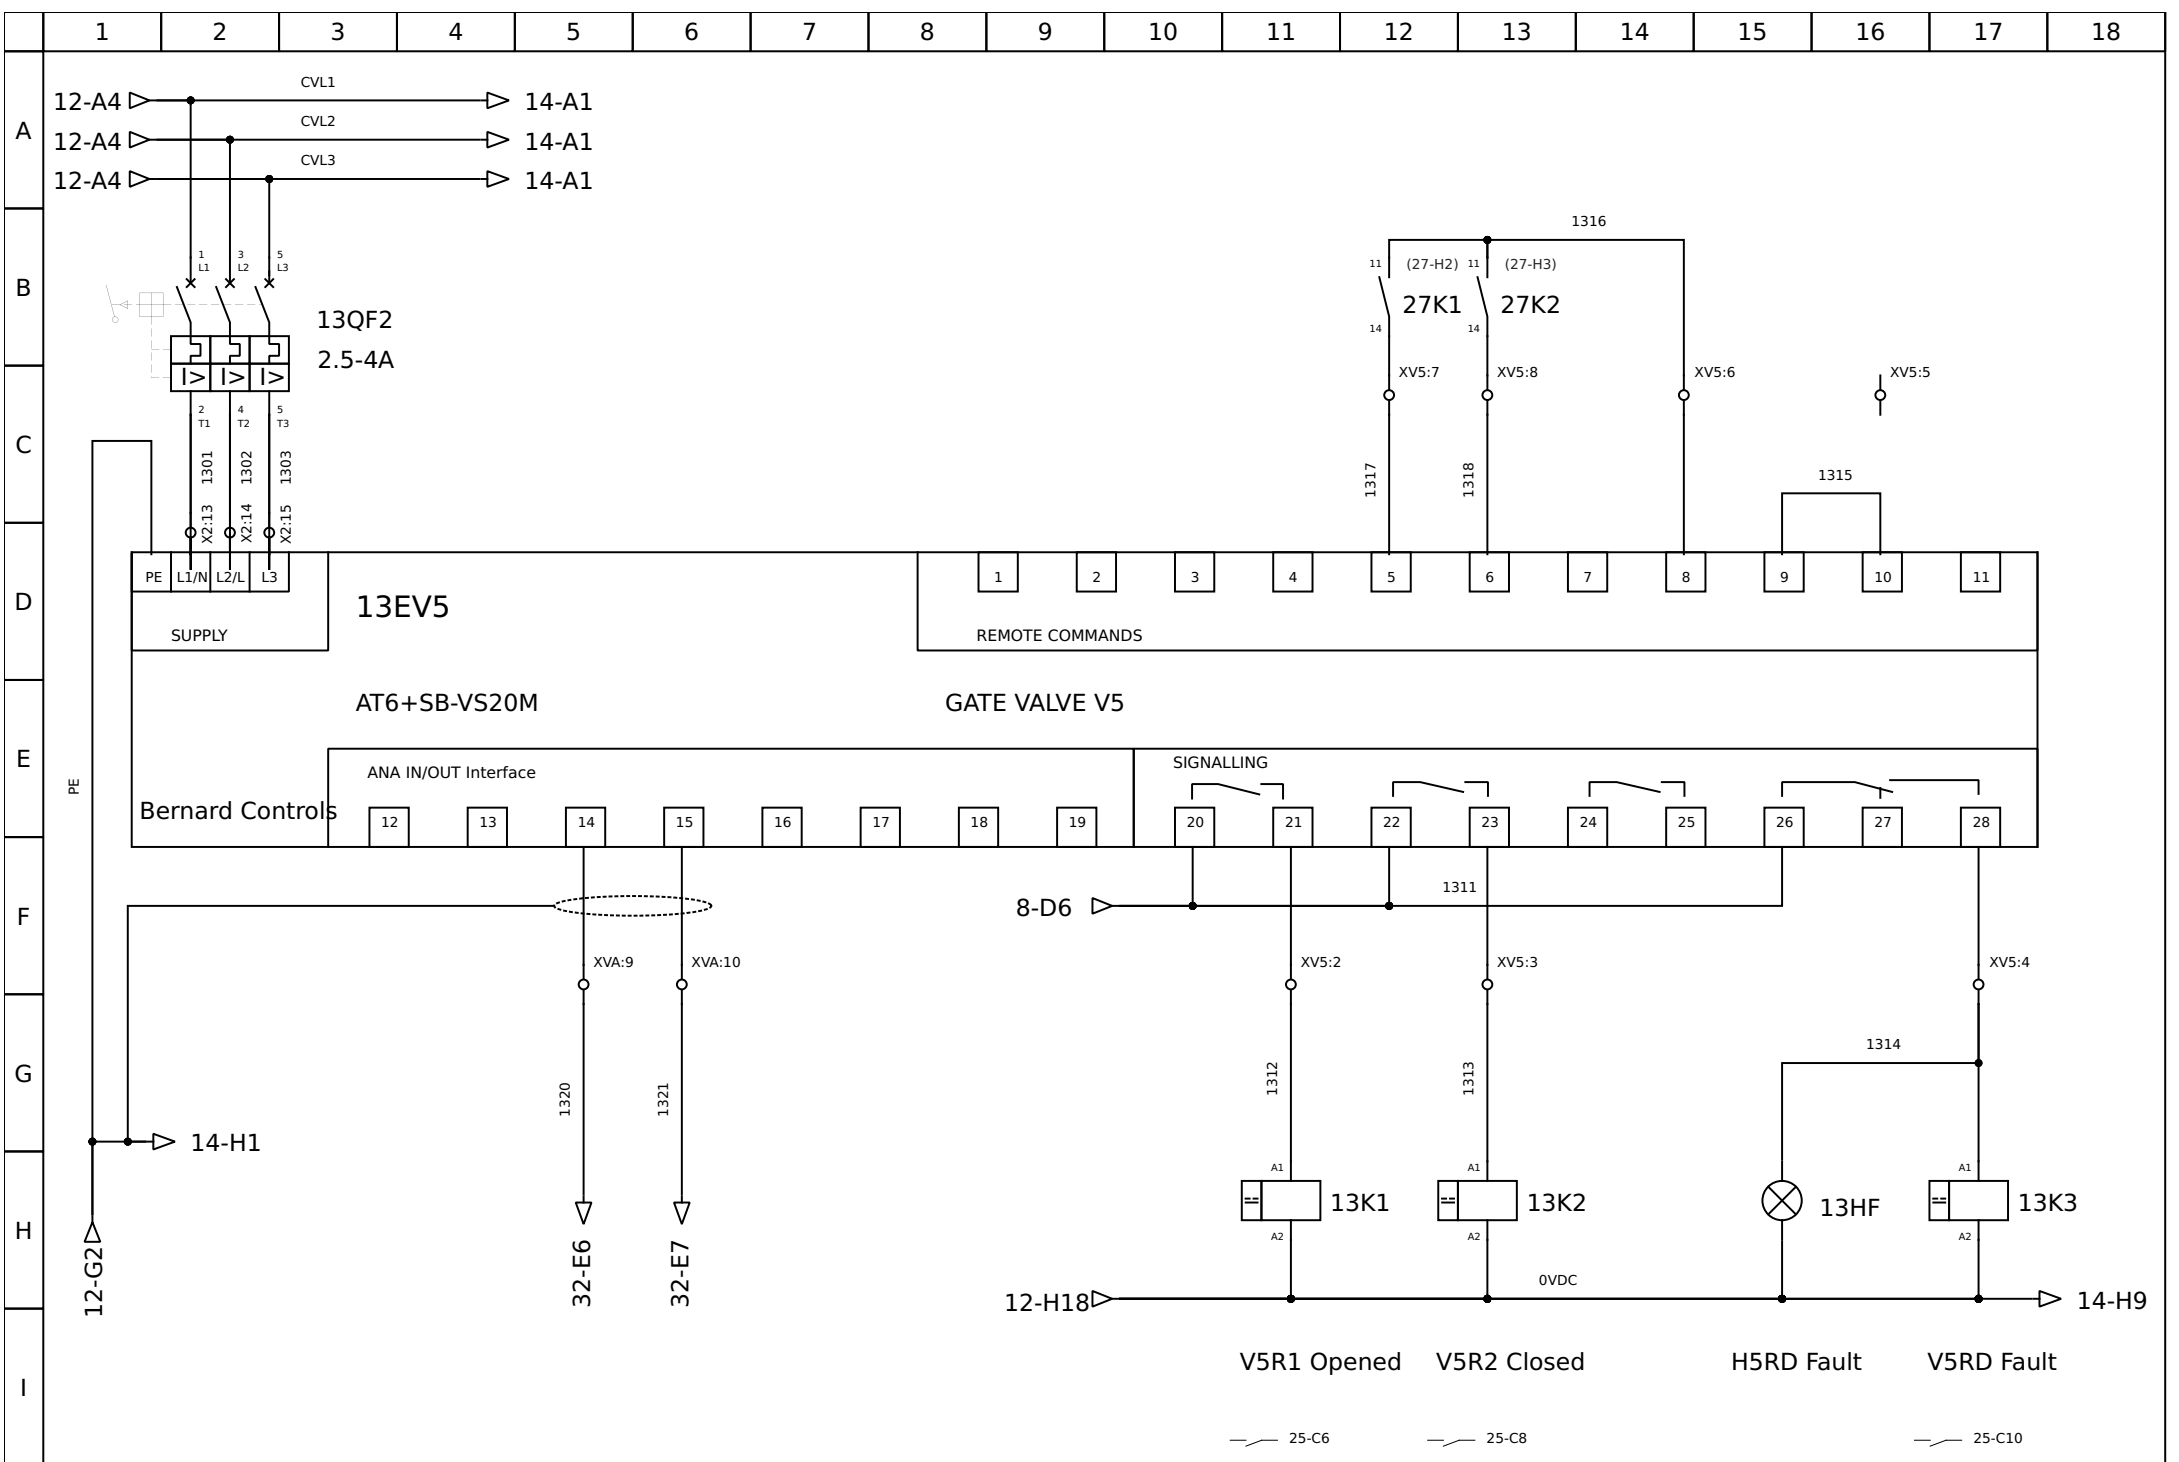 1 2 3 4 5 6 7 8 9 10 11 12 13 14 15 16 17 18
A
12-A4 CVL1 14-A1
12-A4 CVL2 14-A1
12-A4 CVL3 14-A1
B
1316
1 3 5
L1 L2 L3
11 (27-H2) 11 (27-H3)
27K1 27K2
14 14
13QF2
2.5-4A
I> I> I>
C
XV5:7 XV5:8 XV5:6 XV5:5
2 4 5
T1 T2 T3
1301 1302 1303
1317 1318 1315
X2:13 X2:14 X2:15
D
PE L1/N L2/L L3
1 2 3 4 5 6 7 8 9 10 11
13EV5
SUPPLY
REMOTE COMMANDS
AT6+SB-VS20M
GATE VALVE V5
E
PE
ANA IN/OUT Interface
SIGNALLING
Bernard Controls
12 13 14 15 16 17 18 19 20 21 22 23 24 25 26 27 28
F
8-D6 1311
XVA:9 XVA:10 XV5:2 XV5:3 XV5:4
G
1314
1320 1321 1312 1313
14-H1
H
A1 A1 A1
13K1 13K2 13HF 13K3
A2 A2 A2
12-G2 32-E6 32-E7
12-H18 0VDC 14-H9
I
V5R1 Opened V5R2 Closed H5RD Fault V5RD Fault
25-C6 25-C8 25-C10